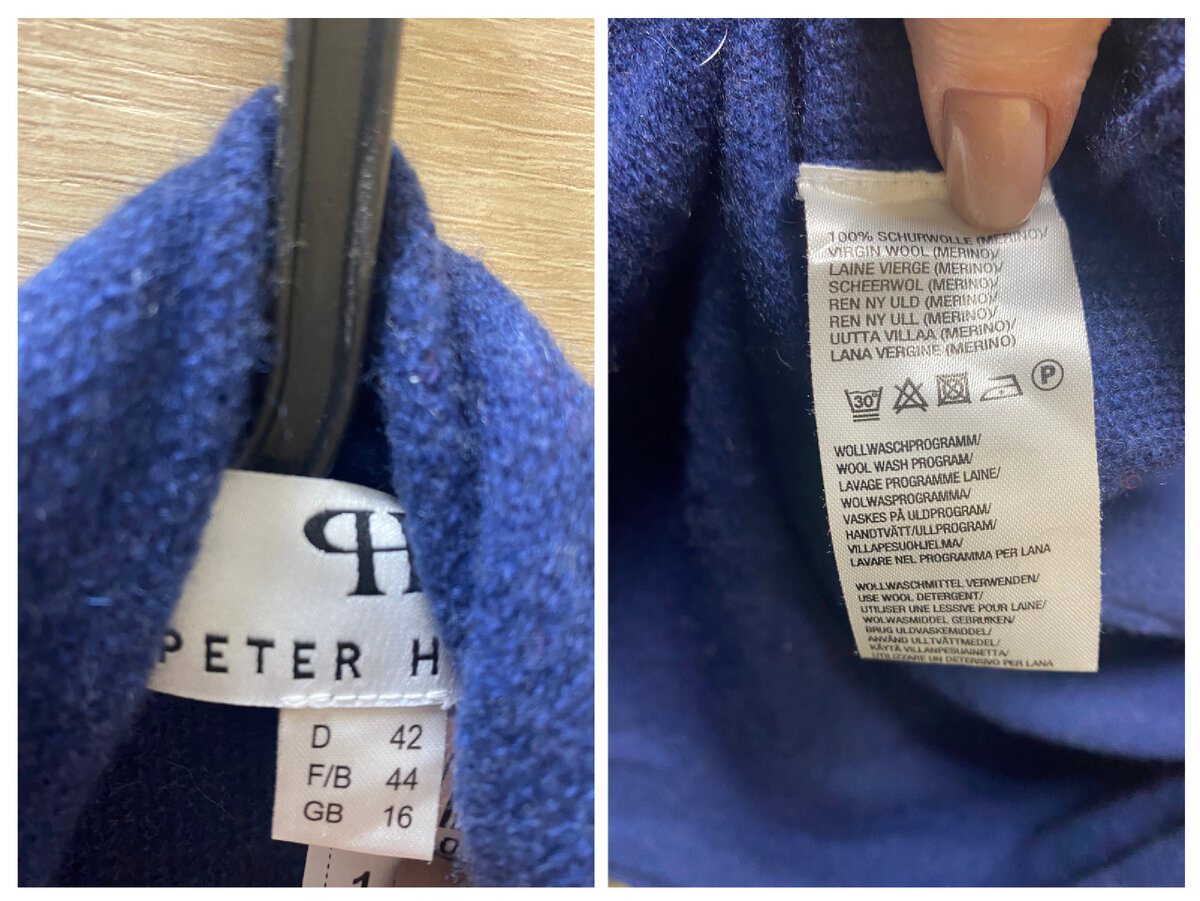 PH
PETER H
D 42
F/B 44
GB 16
1
100% SCHURWOLLE (MERINO)/
VIRGIN WOOL (MERINO)/
LAINE VIERGE (MERINO)/
SCHEERWOL (MERINO)/
REN NY ULD (MERINO)/
REN NY ULL (MERINO)/
UUTTA VILLAA (MERINO)/
LANA VERGINE (MERINO)
30° P
WOLLWASCHPROGRAMM/
WOOL WASH PROGRAM/
LAVAGE PROGRAMME LAINE/
WOLWASPROGRAMMA/
VASKES PÅ ULDPROGRAM/
HANDTVÄTT/ULLPROGRAM/
VILLAPESUOHJELMA/
LAVARE NEL PROGRAMMA PER LANA
WOLLWASCHMITTEL VERWENDEN/
USE WOOL DETERGENT/
UTILISER UNE LESSIVE POUR LAINE/
WOLWASMIDDEL GEBRUIKEN/
BRUG ULDVASKEMIDDEL/
ANVÄND ULLTVÄTTMEDEL/
KÄYTÄ VILLANPESUAINETTA/
UTILIZZARE UN DETERSIVO PER LANA